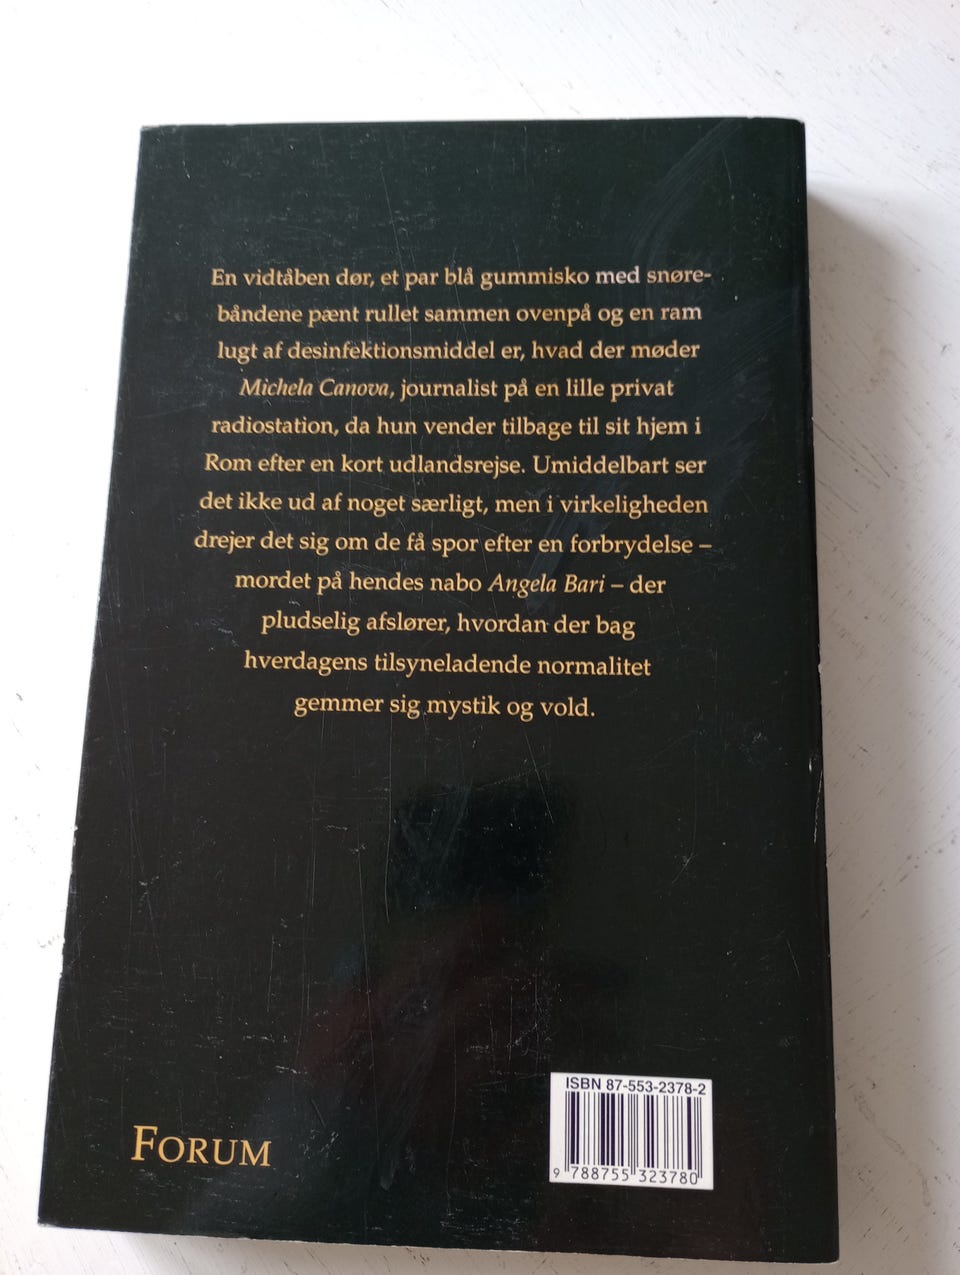 En vidtåben dør, et par blå gummisko med snøre-
båndene pænt rullet sammen ovenpå og en ram
lugt af desinfektionsmiddel er, hvad der møder
Michela Canova, journalist på en lille privat
radiostation, da hun vender tilbage til sit hjem i
Rom efter en kort udlandsrejse. Umiddelbart ser
det ikke ud af noget særligt, men i virkeligheden
drejer det sig om de få spor efter en forbrydelse –
mordet på hendes nabo Angela Bari – der
pludselig afslører, hvordan der bag
hverdagens tilsyneladende normalitet
gemmer sig mystik og vold.
FORUM
ISBN 87-553-2378-2
9 788755 323780